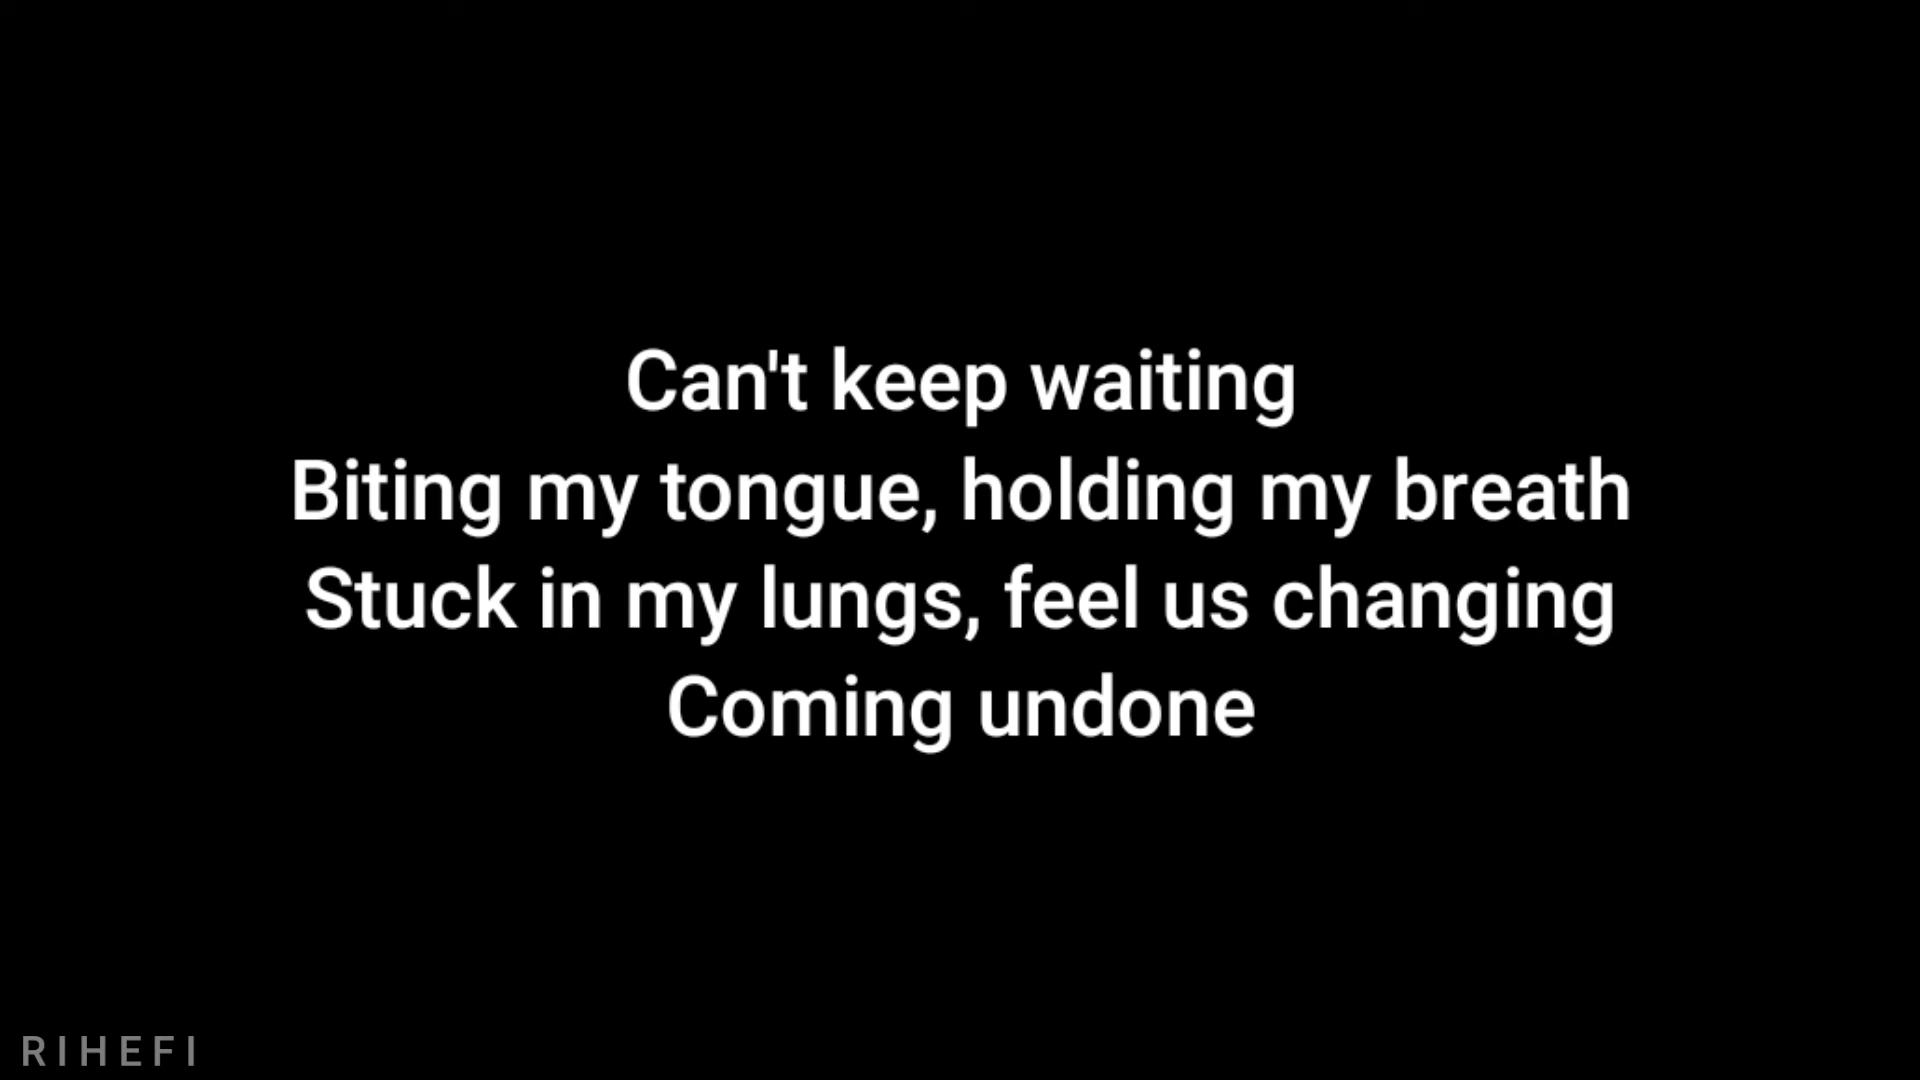 Can't keep waiting
Biting my tongue, holding my breath
Stuck in my lungs, feel us changing
Coming undone
RIHEFI